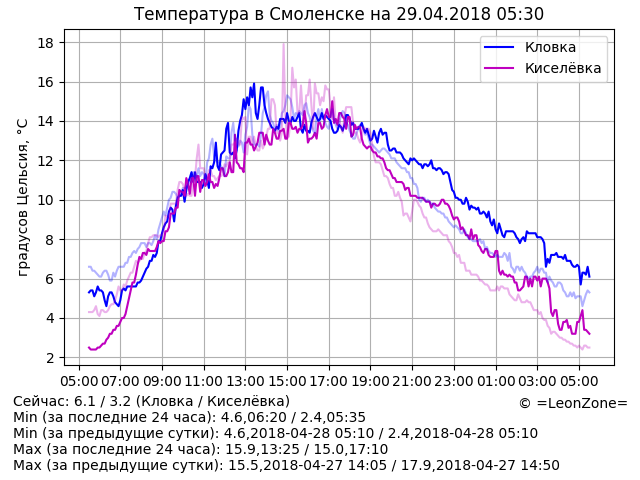 Температура в Смоленске на 29.04.2018 05:30
Кловка
Киселёвка
градусов Цельсия, °C
18
16
14
12
10
8
6
4
2
05:00 07:00 09:00 11:00 13:00 15:00 17:00 19:00 21:00 23:00 01:00 03:00 05:00
Сейчас: 6.1 / 3.2 (Кловка / Киселёвка)
© =LeonZone=
Min (за последние 24 часа): 4.6,06:20 / 2.4,05:35
Min (за предыдущие сутки): 4.6,2018-04-28 05:10 / 2.4,2018-04-28 05:10
Max (за последние 24 часа): 15.9,13:25 / 15.0,17:10
Max (за предыдущие сутки): 15.5,2018-04-27 14:05 / 17.9,2018-04-27 14:50